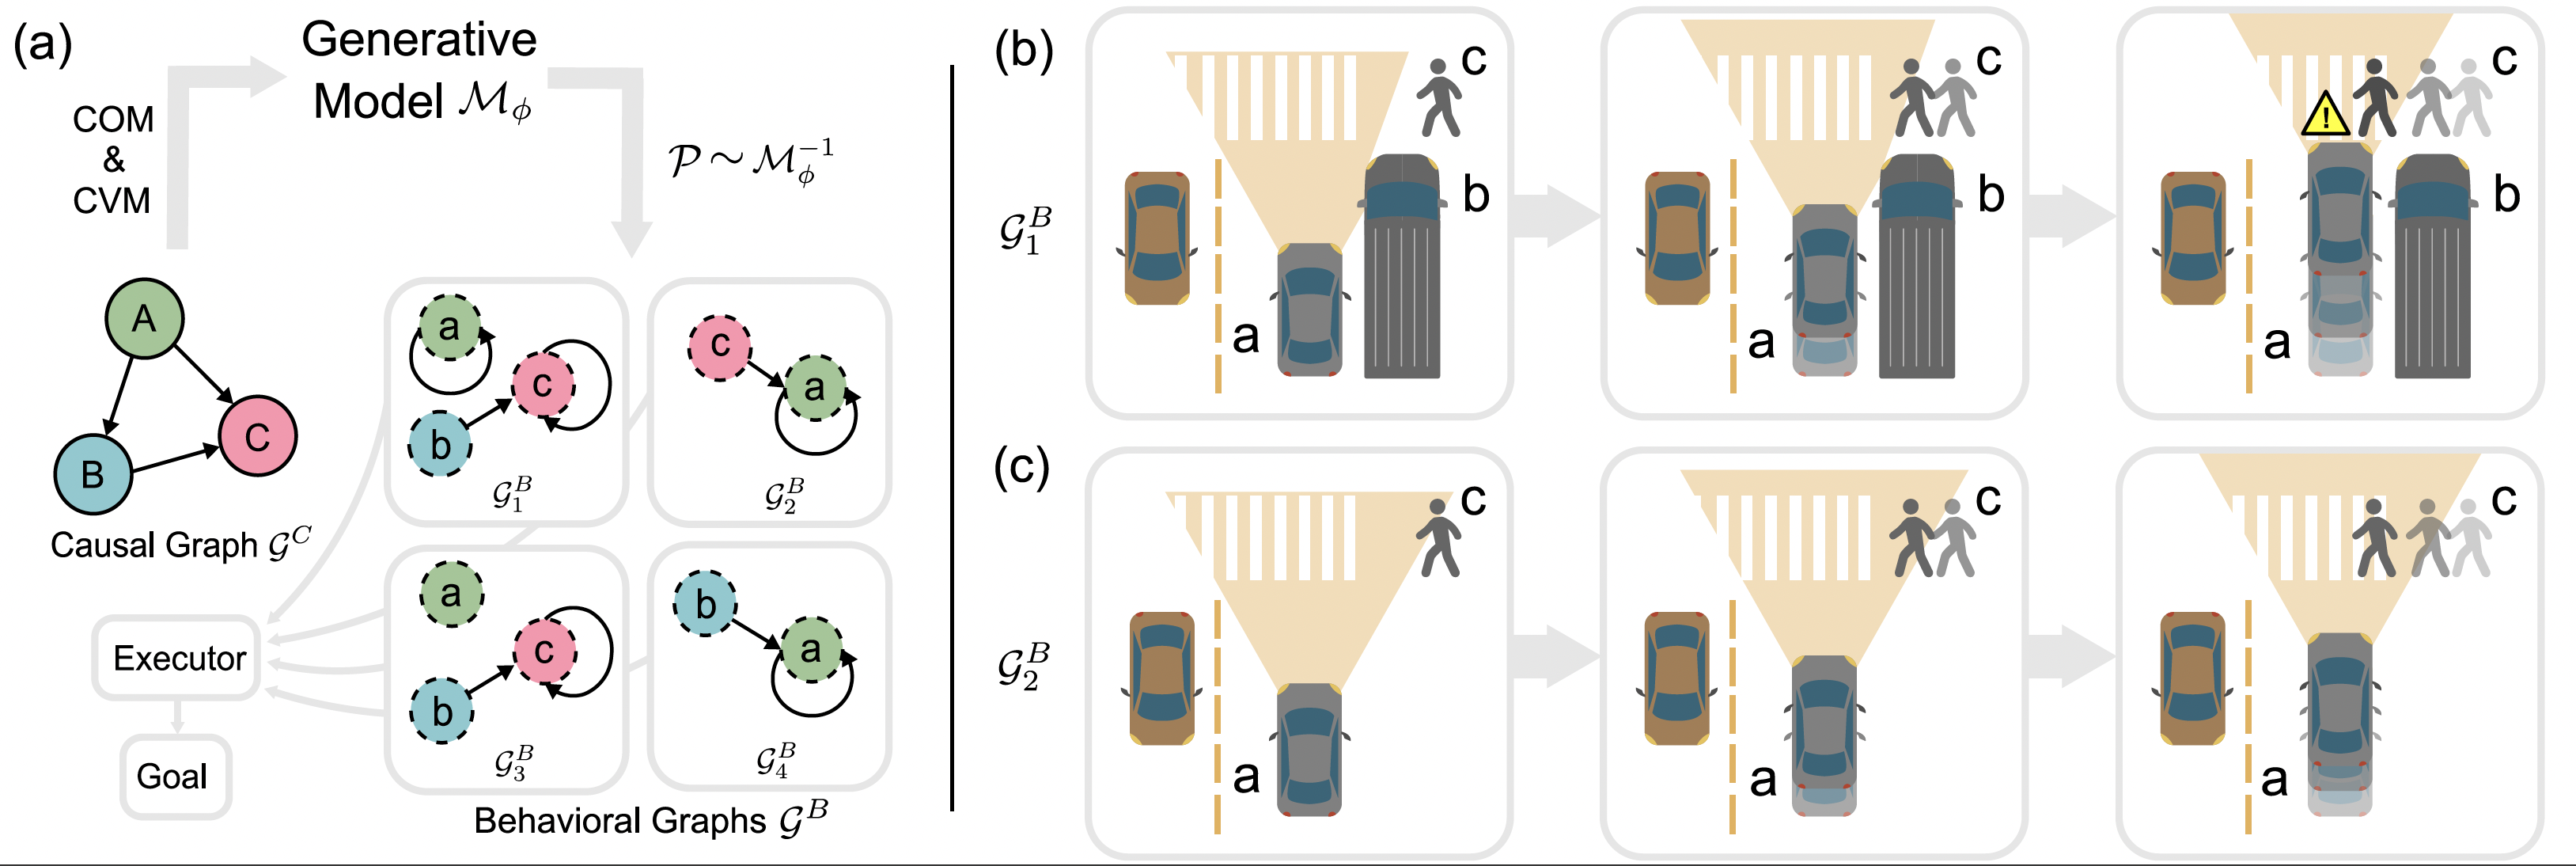 (a)
Generative
Model $\mathcal{M}_\phi$
COM
&
CVM
$\mathcal{P} \sim \mathcal{M}_\phi^{-1}$
A
B
C
Causal Graph $\mathcal{G}^C$
Executor
Goal
a
c
b
$\mathcal{G}_1^B$
c
a
$\mathcal{G}_2^B$
a
c
b
$\mathcal{G}_3^B$
b
a
$\mathcal{G}_4^B$
Behavioral Graphs $\mathcal{G}^B$
(b)
$\mathcal{G}_1^B$
c
b
a
c
b
a
!
c
b
a
(c)
$\mathcal{G}_2^B$
c
a
c
a
c
a